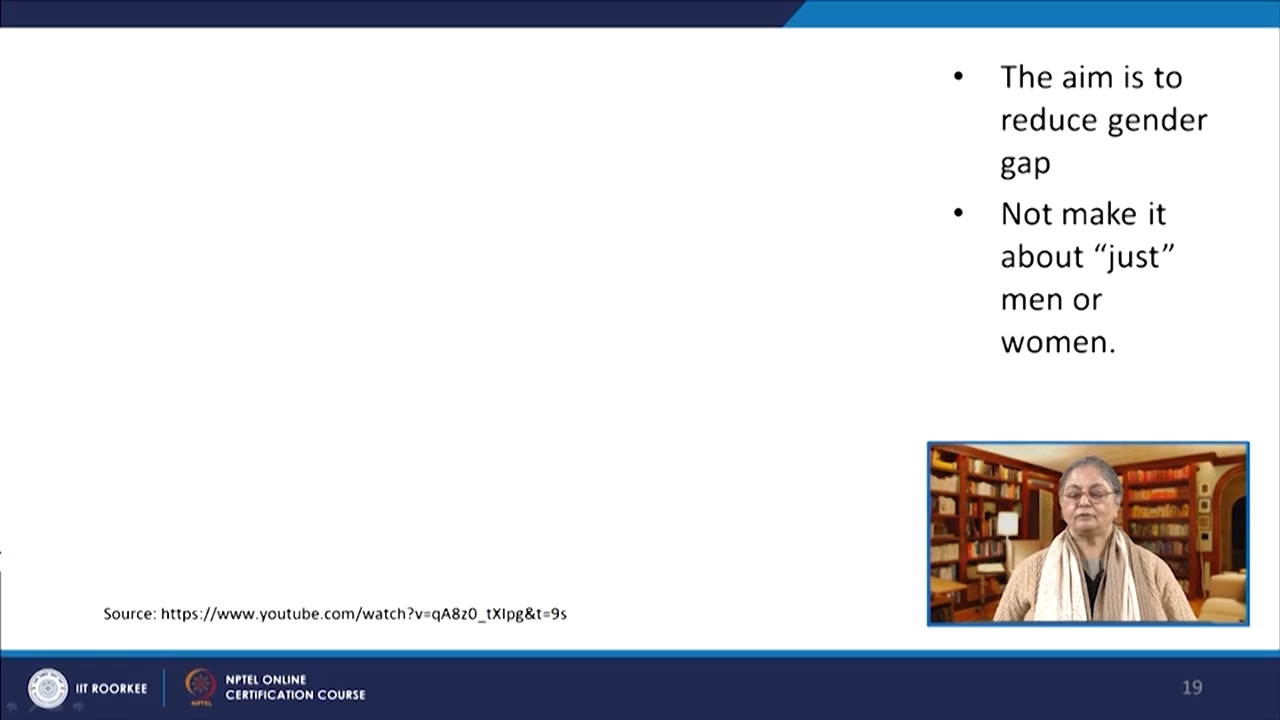 • The aim is to
reduce gender
gap
• Not make it
about “just”
men or
women.
Source: https://www.youtube.com/watch?v=qA8z0_tXIpg&t=9s
IIT ROORKEE
NPTEL
NPTEL ONLINE
CERTIFICATION COURSE
19